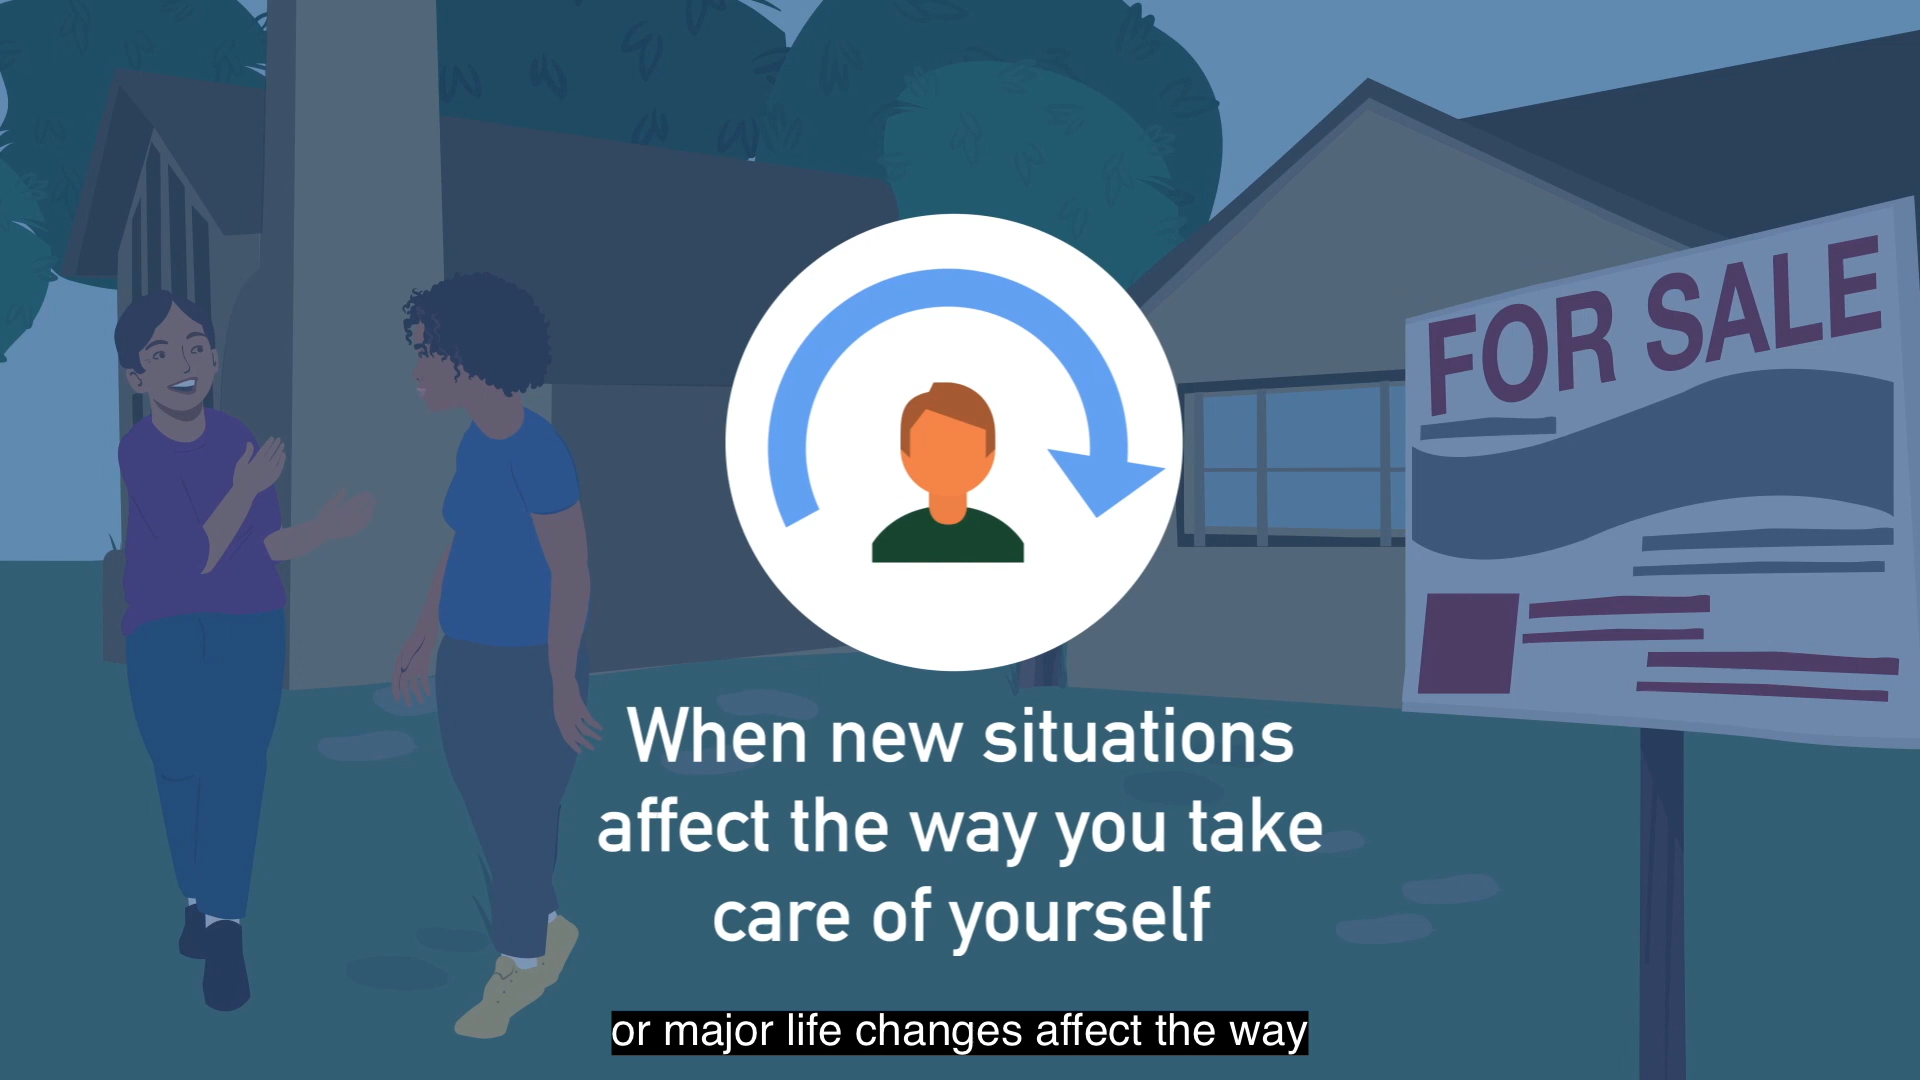 FOR SALE
When new situations
affect the way you take
care of yourself
or major life changes affect the way